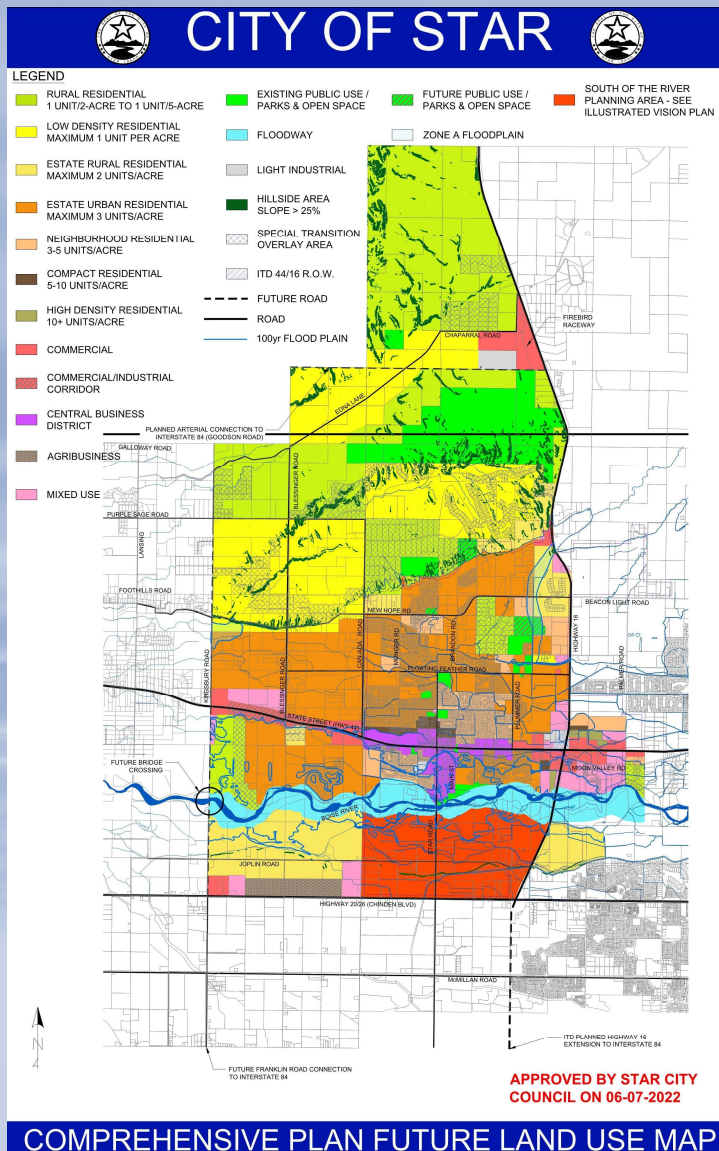 CITY OF STAR
LEGEND
RURAL RESIDENTIAL
1 UNIT/2-ACRE TO 1 UNIT/5-ACRE
LOW DENSITY RESIDENTIAL
MAXIMUM 1 UNIT PER ACRE
ESTATE RURAL RESIDENTIAL
MAXIMUM 2 UNITS/ACRE
ESTATE URBAN RESIDENTIAL
MAXIMUM 3 UNITS/ACRE
NEIGHBORHOOD RESIDENTIAL
3-5 UNITS/ACRE
COMPACT RESIDENTIAL
5-10 UNITS/ACRE
HIGH DENSITY RESIDENTIAL
10+ UNITS/ACRE
COMMERCIAL
COMMERCIAL/INDUSTRIAL
CORRIDOR
CENTRAL BUSINESS
DISTRICT
AGRIBUSINESS
MIXED USE
EXISTING PUBLIC USE /
PARKS & OPEN SPACE
FLOODWAY
LIGHT INDUSTRIAL
HILLSIDE AREA
SLOPE > 25%
SPECIAL TRANSITION
OVERLAY AREA
ITD 44/16 R.O.W.
FUTURE ROAD
ROAD
100yr FLOOD PLAIN
FUTURE PUBLIC USE /
PARKS & OPEN SPACE
ZONE A FLOODPLAIN
SOUTH OF THE RIVER
PLANNING AREA - SEE
ILLUSTRATED VISION PLAN
FIREBIRD
RACEWAY
CHAPARRAL ROAD
EDNA LANE
PLANNED ARTERIAL CONNECTION TO
INTERSTATE 84 (GOODSON ROAD)
GALLOWAY ROAD
BLESSINGER ROAD
PURPLE SAGE ROAD
LANSING
FOOTHILLS ROAD
NEW HOPE RD
BEACON LIGHT ROAD
KINGSBURY ROAD
BLESSINGER ROAD
CAN-ADA ROAD
MUNGER RD
BRANDON RD
HIGHWAY 16
PALMER ROAD
FLOATING FEATHER ROAD
PLUMMER ROAD
STATE STREET (HWY 44)
FUTURE BRIDGE
CROSSING
MAIN ST
MOON VALLEY RD
BOISE RIVER
STAR ROAD
JOPLIN ROAD
HIGHWAY 20/26 (CHINDEN BLVD)
McMILLAN ROAD
N
ITD PLANNED HIGHWAY 16
EXTENSION TO INTERSTATE 84
FUTURE FRANKLIN ROAD CONNECTION
TO INTERSTATE 84
APPROVED BY STAR CITY
COUNCIL ON 06-07-2022
COMPREHENSIVE PLAN FUTURE LAND USE MAP